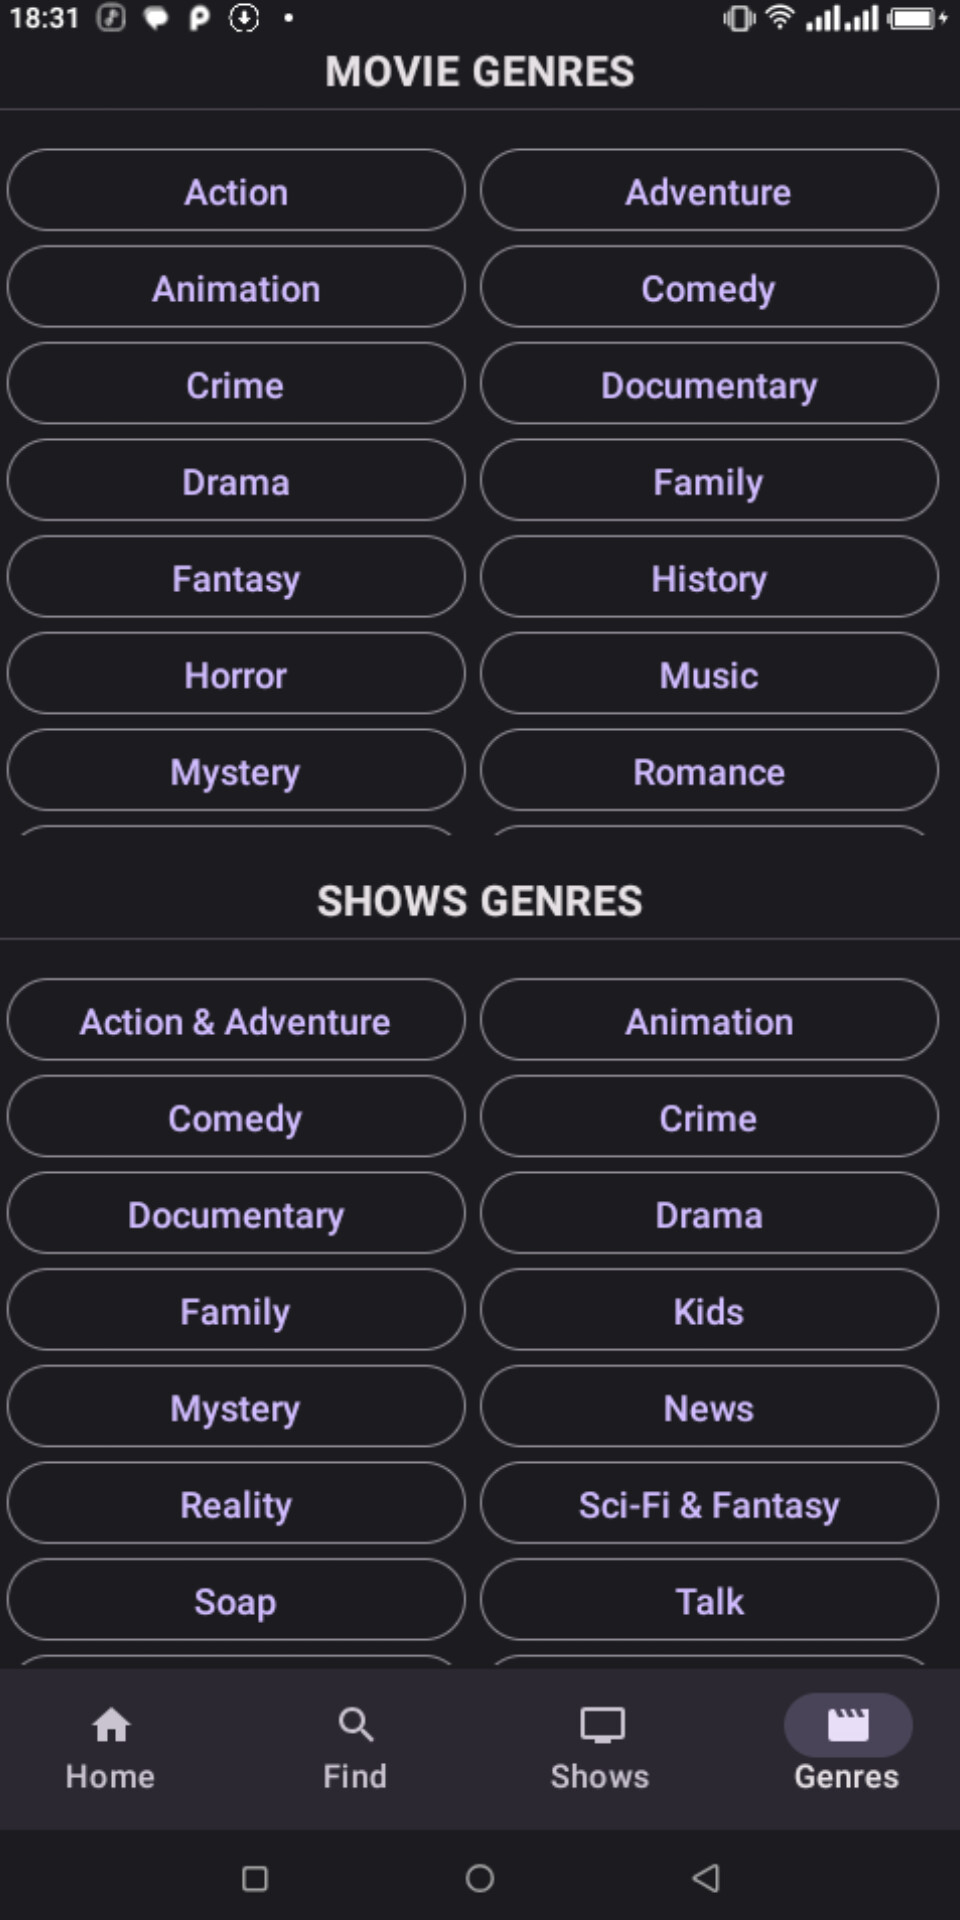 18:31
MOVIE GENRES
Action Adventure
Animation Comedy
Crime Documentary
Drama Family
Fantasy History
Horror Music
Mystery Romance
SHOWS GENRES
Action & Adventure Animation
Comedy Crime
Documentary Drama
Family Kids
Mystery News
Reality Sci-Fi & Fantasy
Soap Talk
Home Find Shows Genres